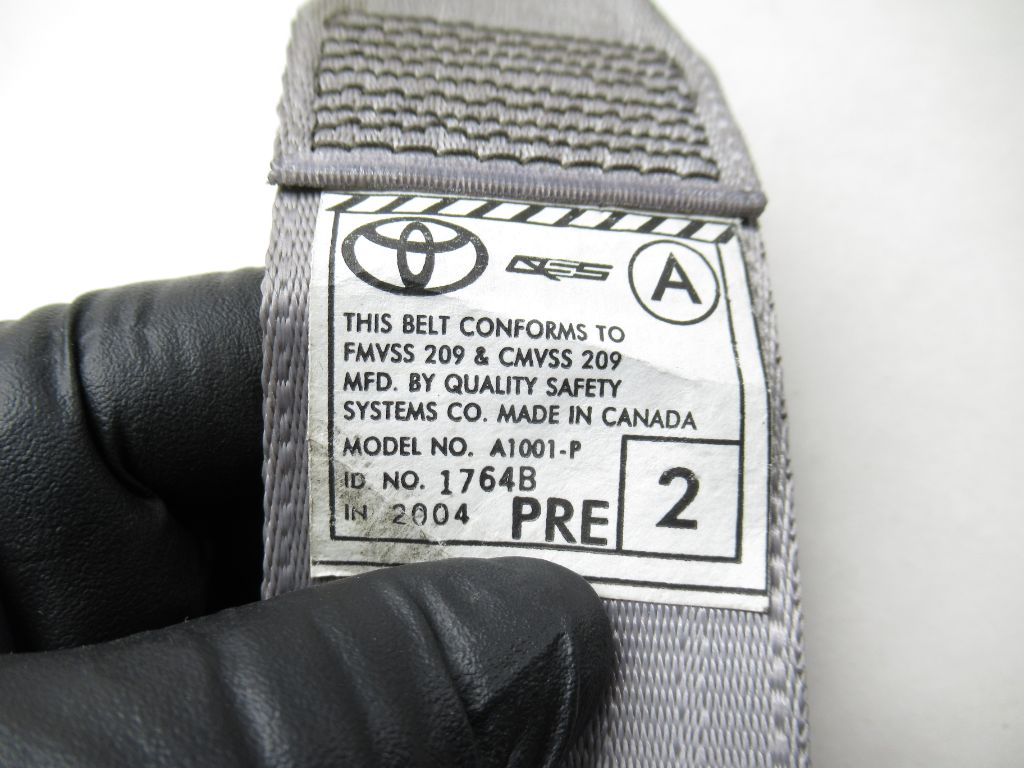 QSS A
THIS BELT CONFORMS TO
FMVSS 209 & CMVSS 209
MFD. BY QUALITY SAFETY
SYSTEMS CO. MADE IN CANADA
MODEL NO. A1001-P
ID NO. 1764B
IN 2004 PRE 2